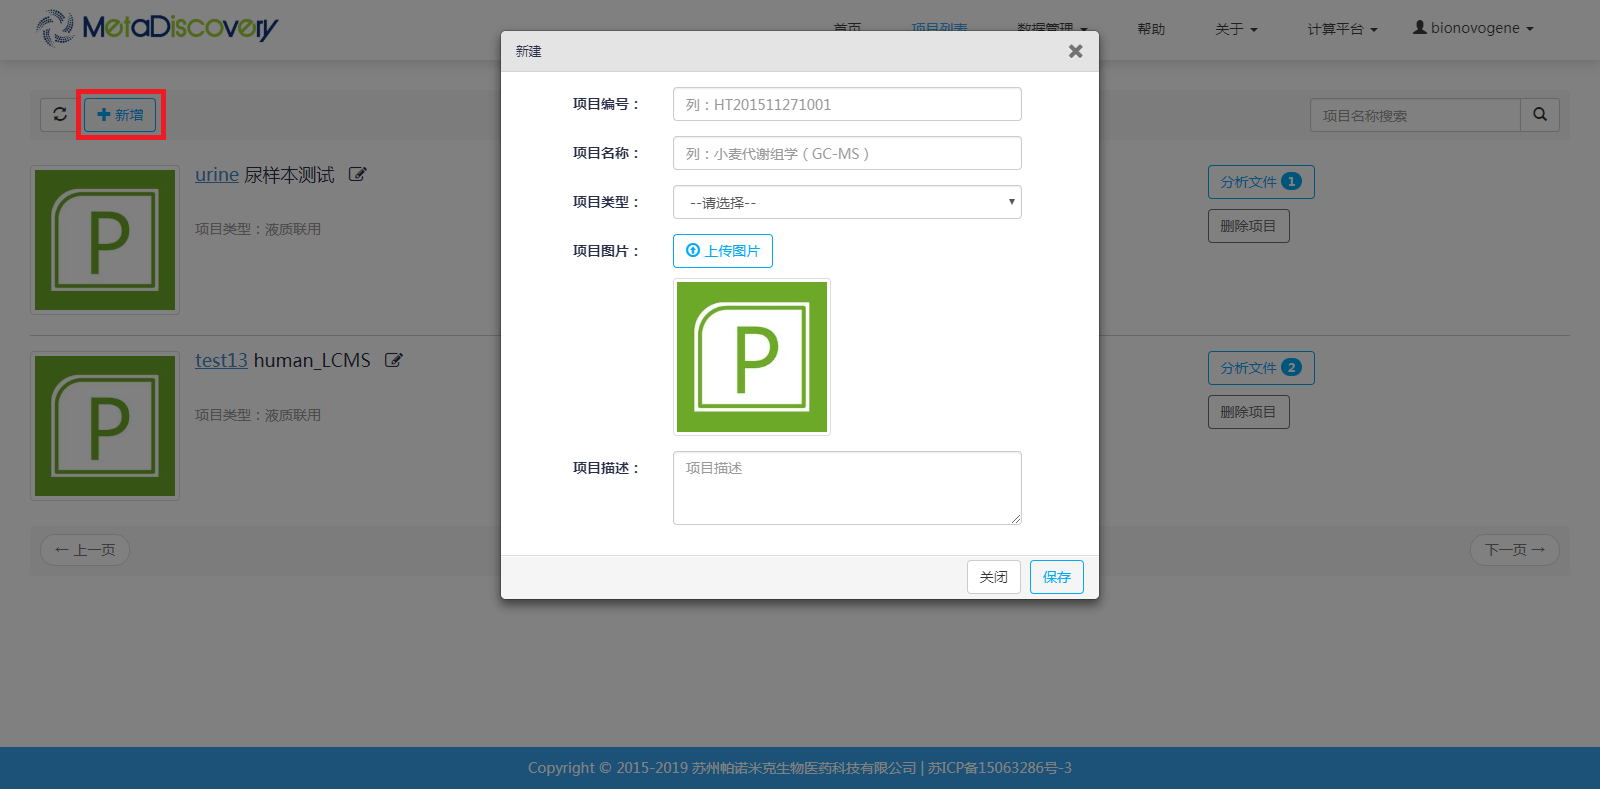 MetaDiscovery
首页
项目列表
数据管理
帮助
关于
计算平台
bionovogene
新增
项目名称搜索
urine 尿样本测试
项目类型：液质联用
分析文件 1
删除项目
test13 human_LCMS
项目类型：液质联用
分析文件 2
删除项目
← 上一页
下一页 →
新建
项目编号：
列：HT201511271001
项目名称：
列：小麦代谢组学（GC-MS）
项目类型：
--请选择--
项目图片：
上传图片
P
项目描述：
项目描述
关闭
保存
P
P
Copyright © 2015-2019 苏州帕诺米克生物医药科技有限公司 | 苏ICP备15063286号-3